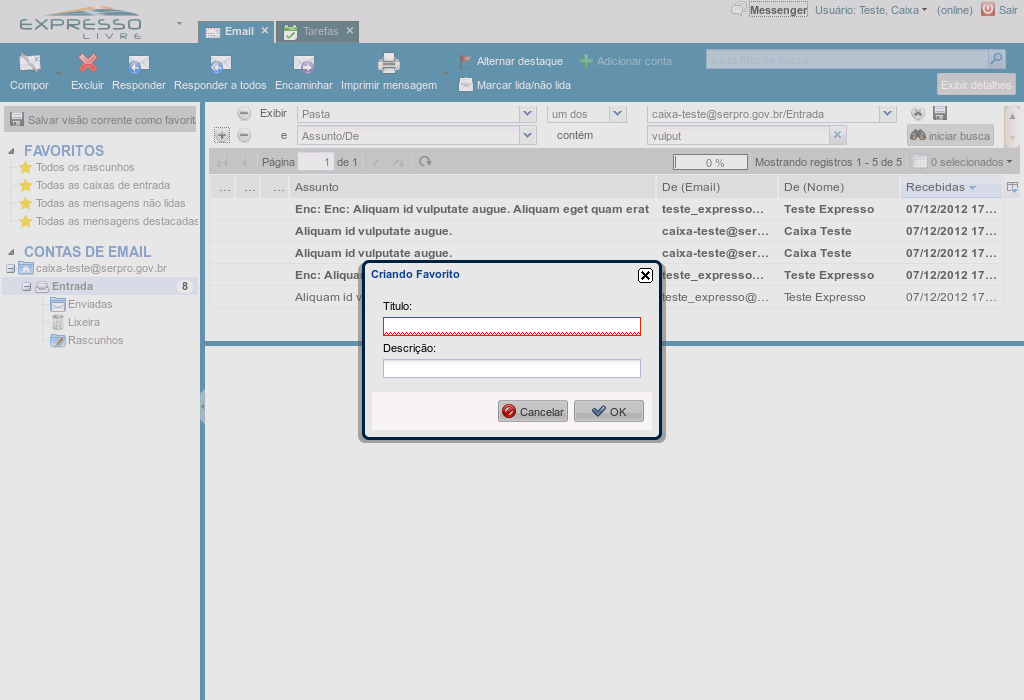 EXPRESSO
LIVRE
Messenger
Usuário: Teste, Caixa
(online)
Sair
Email
Tarefas
Compor
Excluir
Responder
Responder a todos
Encaminhar
Imprimir mensagem
Alternar destaque
Marcar lida/não lida
Adicionar conta
Insira filtro de busca
Exibir detalhes
Salvar visão corrente como favorit
FAVORITOS
Todos os rascunhos
Todas as caixas de entrada
Todas as mensagens não lidas
Todas as mensagens destacadas
CONTAS DE EMAIL
caixa-teste@serpro.gov.br
Entrada 8
Enviadas
Lixeira
Rascunhos
Exibir Pasta um dos caixa-teste@serpro.gov.br/Entrada
e Assunto/De contém vulput iniciar busca
Página 1 de 1 0 % Mostrando registros 1 - 5 de 5 0 selecionados
... ... ... Assunto De (Email) De (Nome) Recebidas
Enc: Enc: Aliquam id vulputate augue. Aliquam eget quam erat teste_expresso... Teste Expresso 07/12/2012 17...
Aliquam id vulputate augue. caixa-teste@ser... Caixa Teste 07/12/2012 17...
Aliquam id vulputate augue. caixa-teste@ser... Caixa Teste 07/12/2012 17...
Enc: Aliqua teste_expresso... Teste Expresso 07/12/2012 17...
Aliquam id v teste_expresso@... Teste Expresso 07/12/2012 17...
Criando Favorito
Titulo:
Descrição:
Cancelar
OK